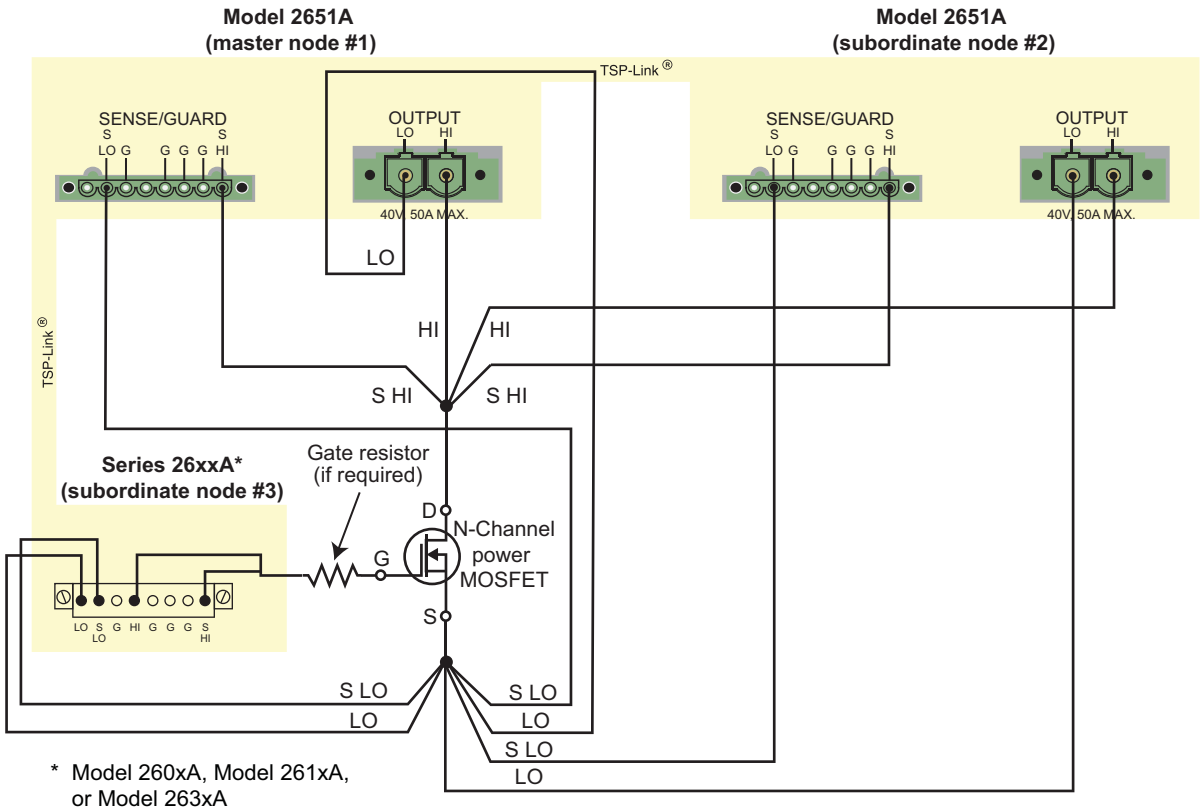 Model 2651A
(master node #1)
Model 2651A
(subordinate node #2)
TSP-Link ®
SENSE/GUARD
S S
LO G G G G HI
OUTPUT
LO HI
40V, 50A MAX.
SENSE/GUARD
S S
LO G G G G HI
OUTPUT
LO HI
40V, 50A MAX.
LO
TSP-Link ®
HI HI
S HI S HI
Series 26xxA*
(subordinate node #3)
Gate resistor
(if required)
D
N-Channel
power
MOSFET
G
S
LO S G HI G G G S
LO HI
S LO
LO
S LO
LO
S LO
LO
* Model 260xA, Model 261xA,
or Model 263xA